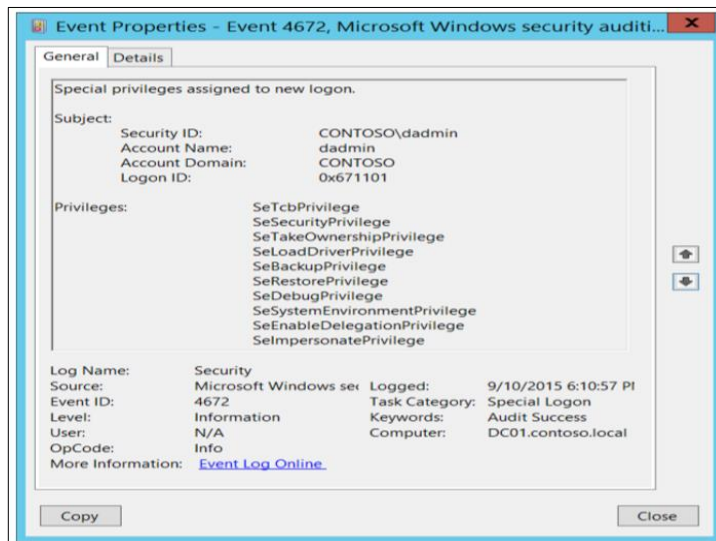 Event Properties - Event 4672, Microsoft Windows security auditi...
General Details
Special privileges assigned to new logon.
Subject:
Security ID: CONTOSO\dadmin
Account Name: dadmin
Account Domain: CONTOSO
Logon ID: 0x671101
Privileges: SeTcbPrivilege
SeSecurityPrivilege
SeTakeOwnershipPrivilege
SeLoadDriverPrivilege
SeBackupPrivilege
SeRestorePrivilege
SeDebugPrivilege
SeSystemEnvironmentPrivilege
SeEnableDelegationPrivilege
SeImpersonatePrivilege
Log Name: Security
Source: Microsoft Windows sec Logged: 9/10/2015 6:10:57 PM
Event ID: 4672 Task Category: Special Logon
Level: Information Keywords: Audit Success
User: N/A Computer: DC01.contoso.local
OpCode: Info
More Information: Event Log Online
Copy Close